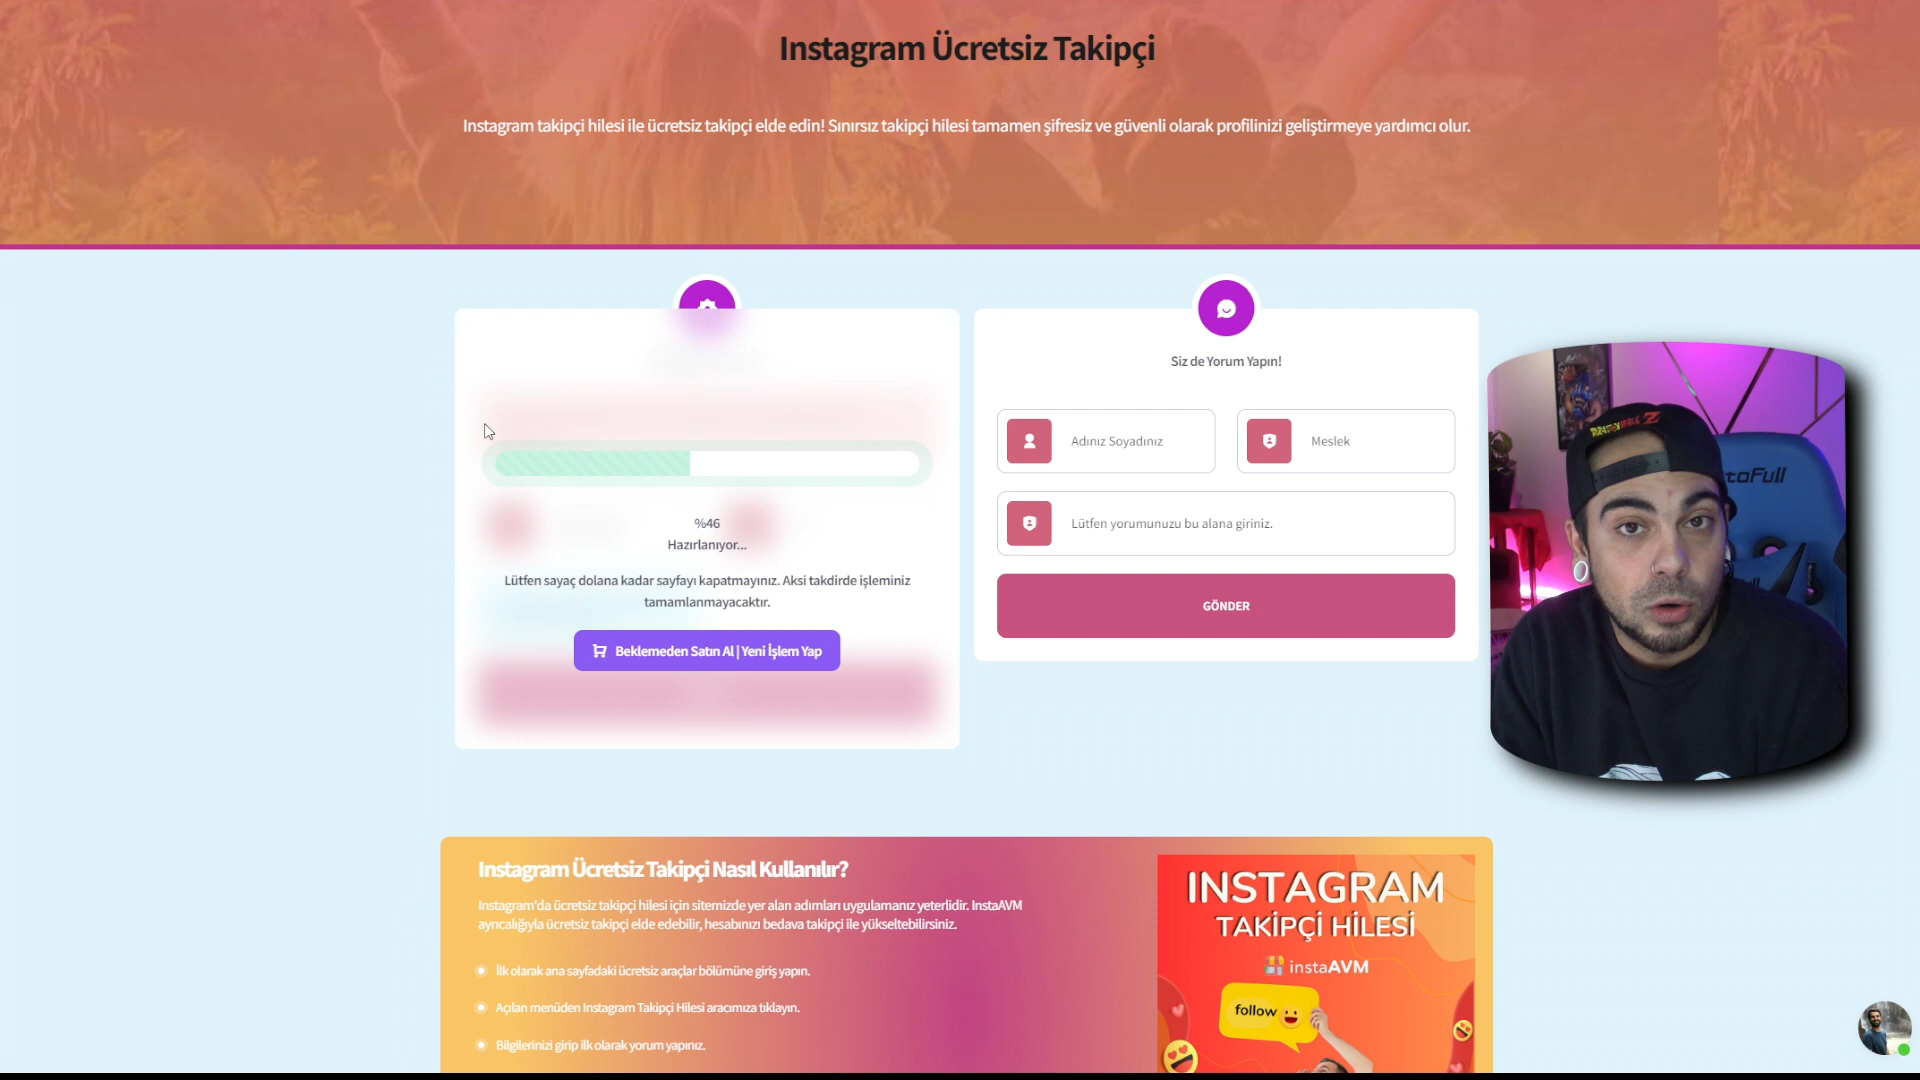 Instagram Ücretsiz Takipçi
Instagram takipçi hilesi ile ücretsiz takipçi elde edin! Sınırsız takipçi hilesi tamamen şifresiz ve güvenli olarak profilinizi geliştirmeye yardımcı olur.
%46
Hazırlanıyor...
Lütfen sayaç dolana kadar sayfayı kapatmayınız. Aksi takdirde işleminiz
tamamlanmayacaktır.
Beklemeden Satın Al | Yeni İşlem Yap
Siz de Yorum Yapın!
Adınız Soyadınız
Meslek
Lütfen yorumunuzu bu alana giriniz.
GÖNDER
Instagram Ücretsiz Takipçi Nasıl Kullanılır?
Instagram'da ücretsiz takipçi hilesi için sitemizde yer alan adımları uygulamanız yeterlidir. InstaAVM
ayrıcalığıyla ücretsiz takipçi elde edebilir, hesabınızı bedava takipçi ile yükseltebilirsiniz.
İlk olarak ana sayfadaki ücretsiz araçlar bölümüne giriş yapın.
Açılan menüden Instagram Takipçi Hilesi aracımıza tıklayın.
Bilgilerinizi girip ilk olarak yorum yapınız.
INSTAGRAM
TAKİPÇİ HİLESİ
instaAVM
follow